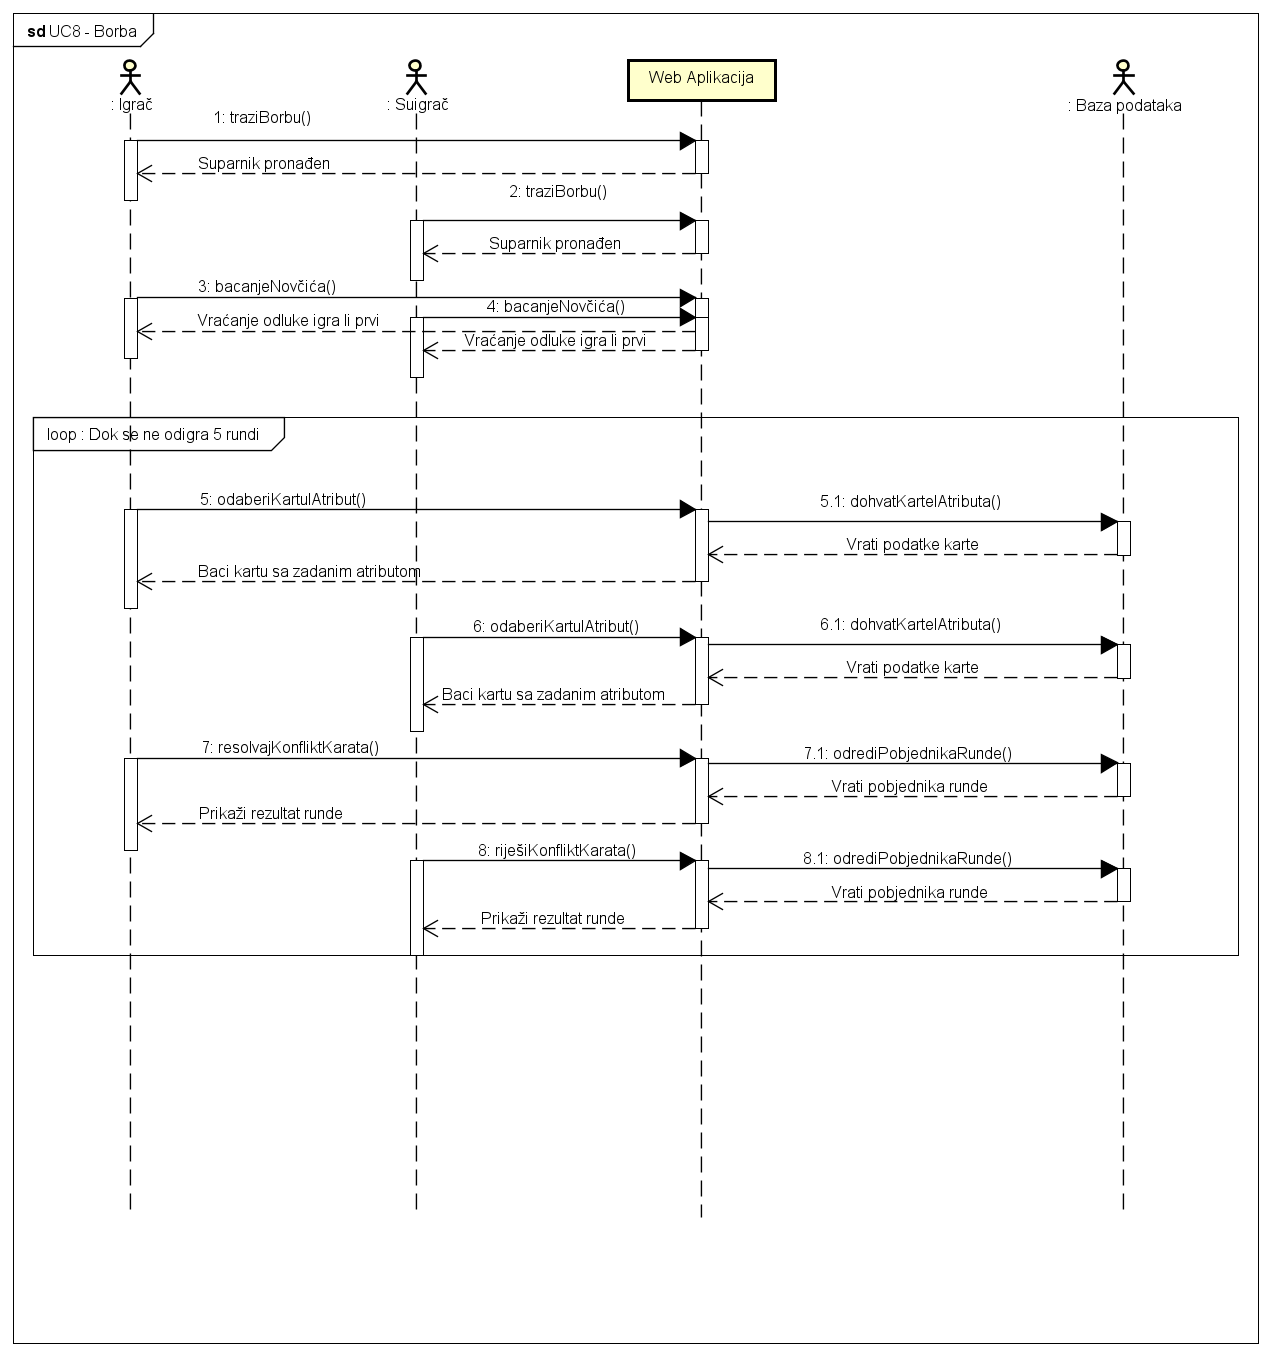 sd UC8 - Borba
: Igrač
: Suigrač
Web Aplikacija
: Baza podataka
1: traziBorbu()
Suparnik pronađen
2: traziBorbu()
Suparnik pronađen
3: bacanjeNovčića()
4: bacanjeNovčića()
Vraćanje odluke igra li prvi
Vraćanje odluke igra li prvi
loop : Dok se ne odigra 5 rundi
5: odaberiKartuIAtribut()
5.1: dohvatKarteIAtributa()
Vrati podatke karte
Baci kartu sa zadanim atributom
6: odaberiKartuIAtribut()
6.1: dohvatKarteIAtributa()
Vrati podatke karte
Baci kartu sa zadanim atributom
7: resolvajKonfliktKarata()
7.1: odrediPobjednikaRunde()
Vrati pobjednika runde
Prikaži rezultat runde
8: riješiKonfliktKarata()
8.1: odrediPobjednikaRunde()
Vrati pobjednika runde
Prikaži rezultat runde